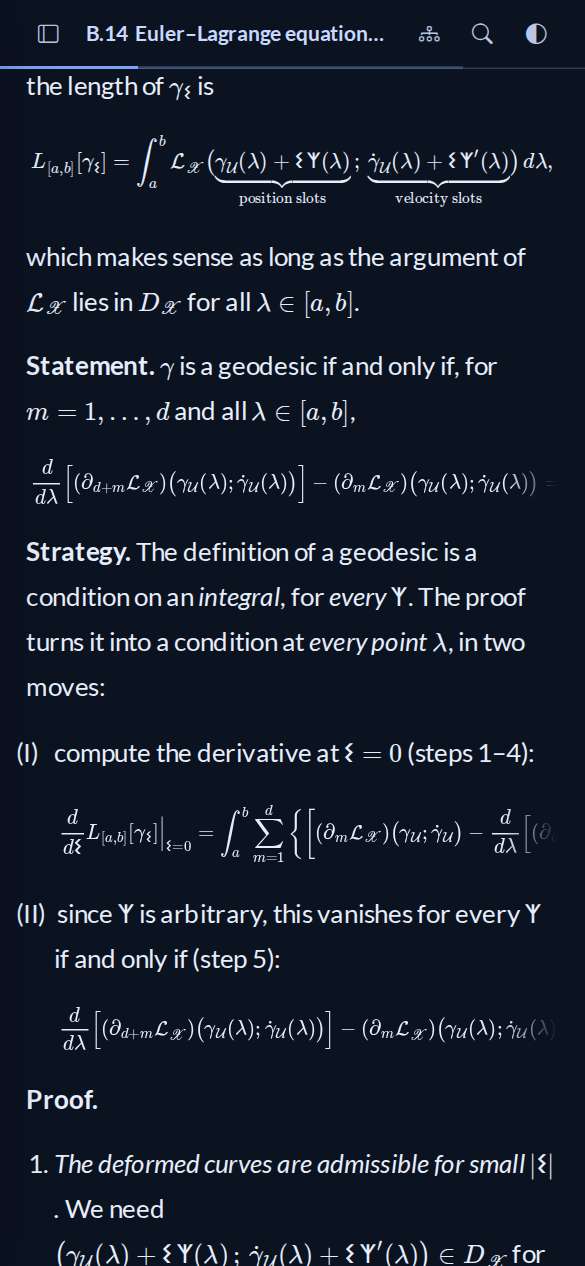 B.14 Euler–Lagrange equation...
the length of γ_ꞩ is
L_[a,b][γ_ꞩ] = ∫_a^b ℒ_𝒳 (γ_𝒰(λ) + ꞩ Ɏ(λ) ; γ̇_𝒰(λ) + ꞩ Ɏ′(λ)) dλ,
position slots velocity slots
which makes sense as long as the argument of
ℒ_𝒳 lies in D_𝒳 for all λ ∈ [a, b].
Statement. γ is a geodesic if and only if, for
m = 1, . . . , d and all λ ∈ [a, b],
d/dλ [(∂_{d+m}ℒ_𝒳)(γ_𝒰(λ); γ̇_𝒰(λ))] − (∂_mℒ_𝒳)(γ_𝒰(λ); γ̇_𝒰(λ)) =
Strategy. The definition of a geodesic is a
condition on an integral, for every Ɏ. The proof
turns it into a condition at every point λ, in two
moves:
(I) compute the derivative at ꞩ = 0 (steps 1–4):
d/dꞩ L_[a,b][γ_ꞩ]|_{ꞩ=0} = ∫_a^b ∑_{m=1}^d {[(∂_mℒ_𝒳)(γ_𝒰; γ̇_𝒰) − d/dλ [(∂
(II) since Ɏ is arbitrary, this vanishes for every Ɏ
if and only if (step 5):
d/dλ [(∂_{d+m}ℒ_𝒳)(γ_𝒰(λ); γ̇_𝒰(λ))] − (∂_mℒ_𝒳)(γ_𝒰(λ); γ̇_𝒰(λ)
Proof.
1. The deformed curves are admissible for small |ꞩ|
. We need
(γ_𝒰(λ) + ꞩ Ɏ(λ) ; γ̇_𝒰(λ) + ꞩ Ɏ′(λ)) ∈ D_𝒳 for